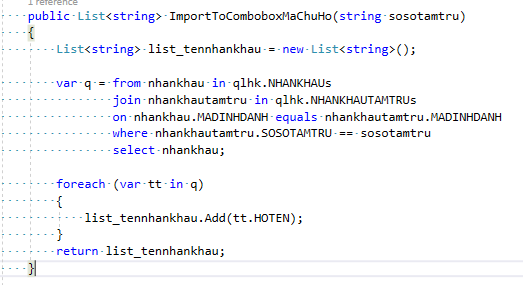 1 reference
public List<string> ImportToComboboxMaChuHo(string sosotamtru)
{
List<string> list_tennhankhau = new List<string>();
var q = from nhankhau in qlhk.NHANKHAUs
join nhankhautamtru in qlhk.NHANKHAUTAMTRUs
on nhankhau.MADINHDANH equals nhankhautamtru.MADINHDANH
where nhankhautamtru.SOSOTAMTRU == sosotamtru
select nhankhau;
foreach (var tt in q)
{
list_tennhankhau.Add(tt.HOTEN);
}
return list_tennhankhau;
}